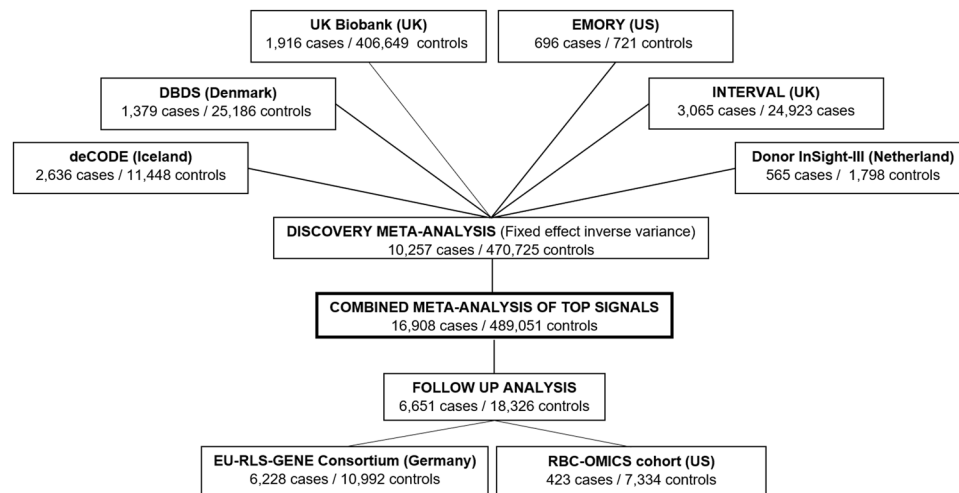 UK Biobank (UK)
1,916 cases / 406,649 controls
EMORY (US)
696 cases / 721 controls
DBDS (Denmark)
1,379 cases / 25,186 controls
INTERVAL (UK)
3,065 cases / 24,923 cases
deCODE (Iceland)
2,636 cases / 11,448 controls
Donor InSight-III (Netherland)
565 cases / 1,798 controls
DISCOVERY META-ANALYSIS (Fixed effect inverse variance)
10,257 cases / 470,725 controls
COMBINED META-ANALYSIS OF TOP SIGNALS
16,908 cases / 489,051 controls
FOLLOW UP ANALYSIS
6,651 cases / 18,326 controls
EU-RLS-GENE Consortium (Germany)
6,228 cases / 10,992 controls
RBC-OMICS cohort (US)
423 cases / 7,334 controls